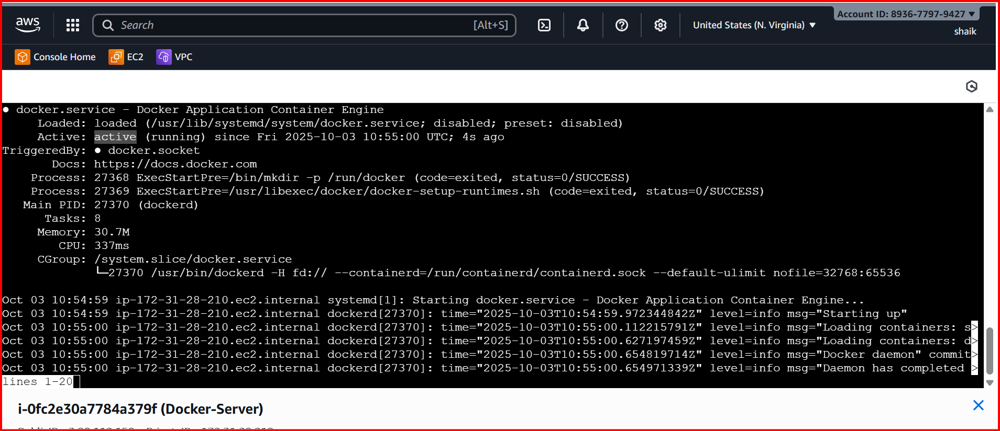 aws
Search [Alt+S]
United States (N. Virginia) ▼
Account ID: 8936-7797-9427 ▼
shaik
Console Home EC2 VPC
● docker.service - Docker Application Container Engine
Loaded: loaded (/usr/lib/systemd/system/docker.service; disabled; preset: disabled)
Active: active (running) since Fri 2025-10-03 10:55:00 UTC; 4s ago
TriggeredBy: ● docker.socket
Docs: https://docs.docker.com
Process: 27368 ExecStartPre=/bin/mkdir -p /run/docker (code=exited, status=0/SUCCESS)
Process: 27369 ExecStartPre=/usr/libexec/docker/docker-setup-runtimes.sh (code=exited, status=0/SUCCESS)
Main PID: 27370 (dockerd)
Tasks: 8
Memory: 30.7M
CPU: 337ms
CGroup: /system.slice/docker.service
└─27370 /usr/bin/dockerd -H fd:// --containerd=/run/containerd/containerd.sock --default-ulimit nofile=32768:65536
Oct 03 10:54:59 ip-172-31-28-210.ec2.internal systemd[1]: Starting docker.service - Docker Application Container Engine...
Oct 03 10:54:59 ip-172-31-28-210.ec2.internal dockerd[27370]: time="2025-10-03T10:54:59.972344842Z" level=info msg="Starting up"
Oct 03 10:55:00 ip-172-31-28-210.ec2.internal dockerd[27370]: time="2025-10-03T10:55:00.112215791Z" level=info msg="Loading containers: s>
Oct 03 10:55:00 ip-172-31-28-210.ec2.internal dockerd[27370]: time="2025-10-03T10:55:00.627197459Z" level=info msg="Loading containers: d>
Oct 03 10:55:00 ip-172-31-28-210.ec2.internal dockerd[27370]: time="2025-10-03T10:55:00.654819714Z" level=info msg="Docker daemon" commit>
Oct 03 10:55:00 ip-172-31-28-210.ec2.internal dockerd[27370]: time="2025-10-03T10:55:00.654971339Z" level=info msg="Daemon has completed >
lines 1-20
i-0fc2e30a7784a379f (Docker-Server)